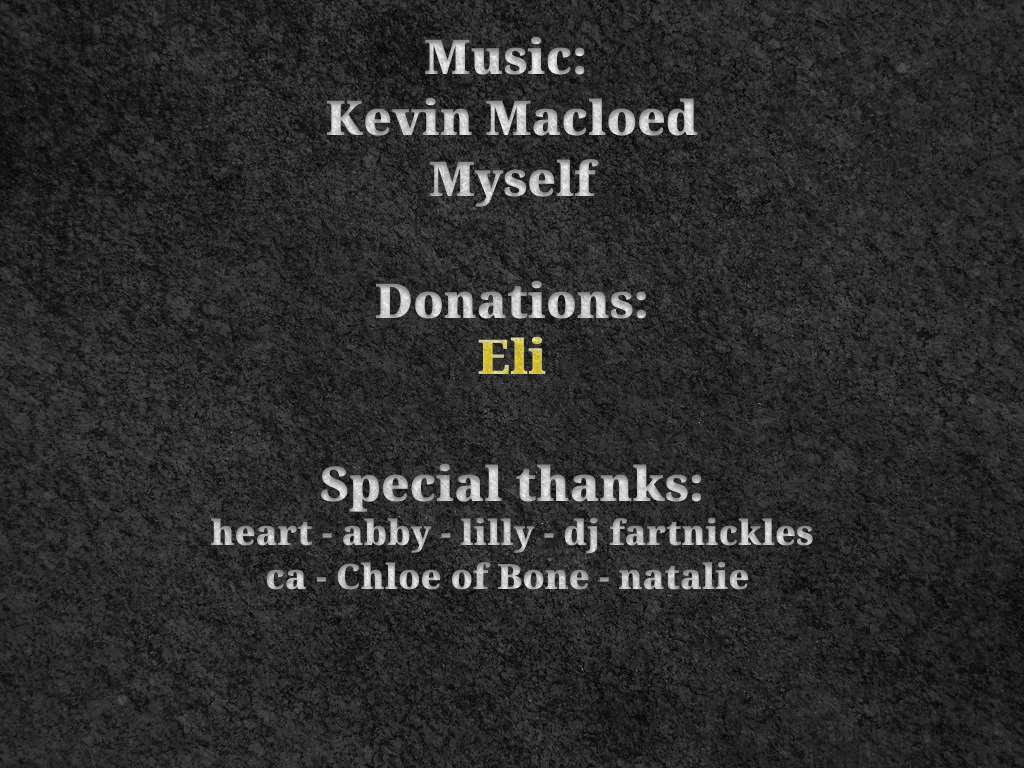 Music:
Kevin Macloed
Myself
Donations:
Eli
Special thanks:
heart - abby - lilly - dj fartnickles
ca - Chloe of Bone - natalie